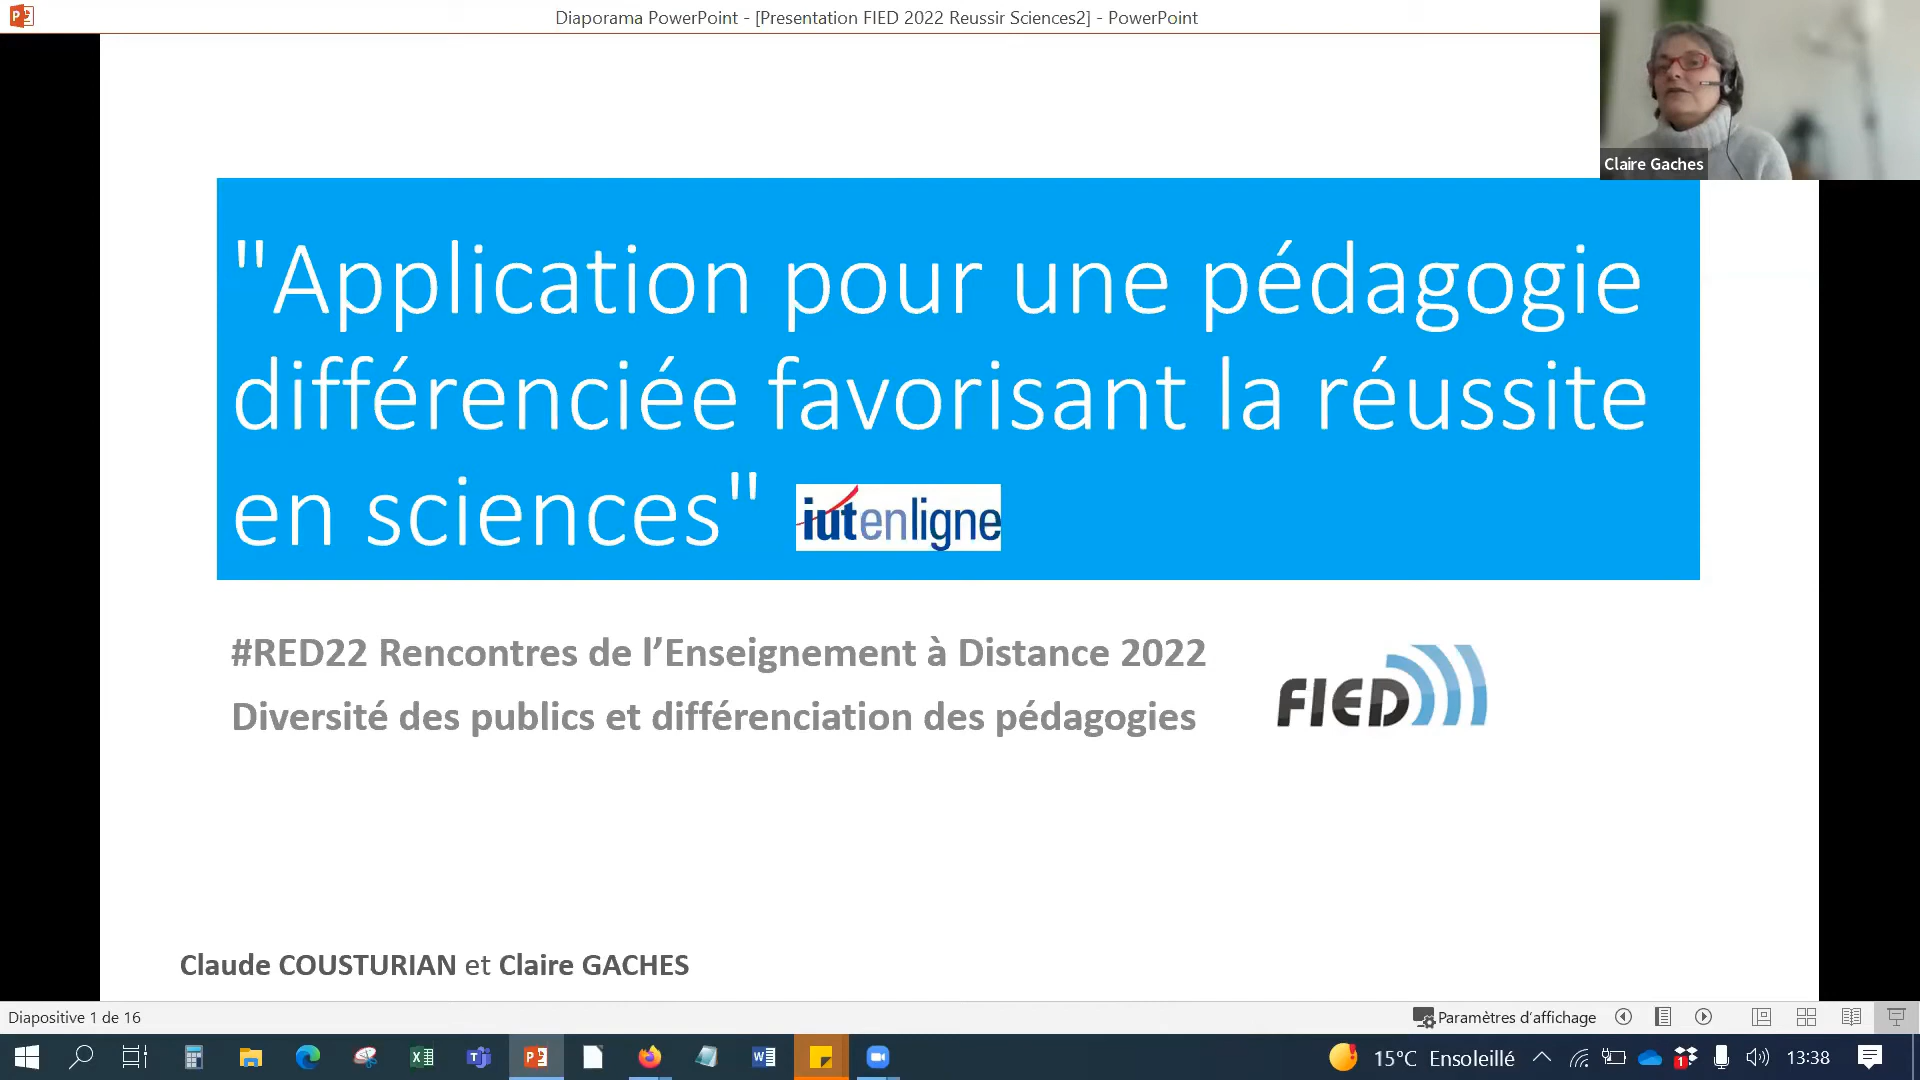 Diaporama PowerPoint - [Presentation FIED 2022 Reussir Sciences2] - PowerPoint
Claire Gaches
"Application pour une pédagogie
différenciée favorisant la réussite
en sciences" iutenligne
#RED22 Rencontres de l’Enseignement à Distance 2022
Diversité des publics et différenciation des pédagogies
FIED
Claude COUSTURIAN et Claire GACHES
Diapositive 1 de 16
Paramètres d'affichage
15°C Ensoleillé
13:38